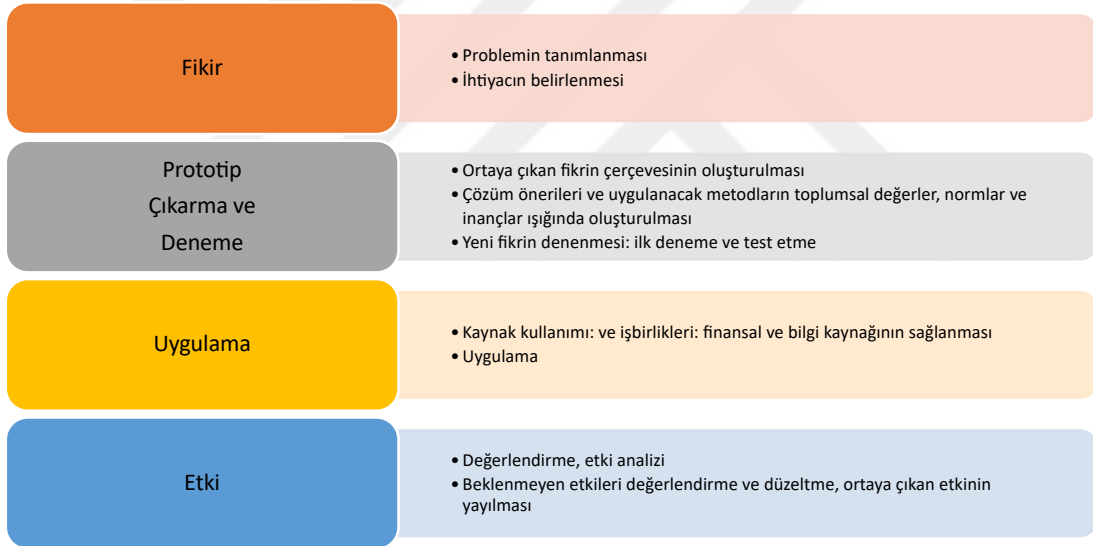 Fikir
• Problemin tanımlanması
• İhtiyacın belirlenmesi
Prototip
Çıkarma ve
Deneme
• Ortaya çıkan fikrin çerçevesinin oluşturulması
• Çözüm önerileri ve uygulanacak metodların toplumsal değerler, normlar ve
inançlar ışığında oluşturulması
• Yeni fikrin denenmesi: ilk deneme ve test etme
Uygulama
• Kaynak kullanımı: ve işbirlikleri: finansal ve bilgi kaynağının sağlanması
• Uygulama
Etki
• Değerlendirme, etki analizi
• Beklenmeyen etkileri değerlendirme ve düzeltme, ortaya çıkan etkinin
yayılması